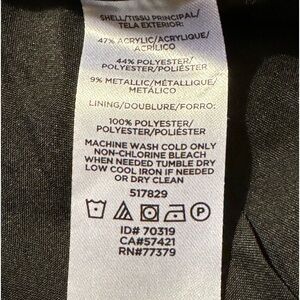 SHELL/TISSU PRINCIPAL/
TELA EXTERIOR:
47% ACRYLIC/ACRYLIQUE/
ACRÍLICO
44% POLYESTER/
POLYESTER/POLIÉSTER
9% METALLIC/MÉTALLIQUE/
METÁLICO
LINING/DOUBLURE/FORRO:
100% POLYESTER/
POLYESTER/POLIÉSTER
MACHINE WASH COLD ONLY
NON-CHLORINE BLEACH
WHEN NEEDED TUMBLE DRY
LOW COOL IRON IF NEEDED
OR DRY CLEAN
517829
P
ID# 70319
CA#57421
RN#77379